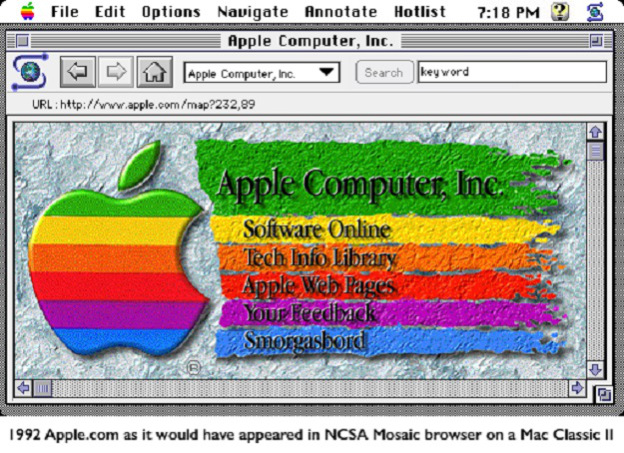 File Edit Options Navigate Annotate Hotlist 7:18 PM ?
Apple Computer, Inc.
Apple Computer, Inc. Search keyword
URL: http://www.apple.com/map?232,89
Apple Computer, Inc.
Software Online
Tech Info Library
Apple Web Pages
Your Feedback
Smorgasbord
®
1992 Apple.com as it would have appeared in NCSA Mosaic browser on a Mac Classic II